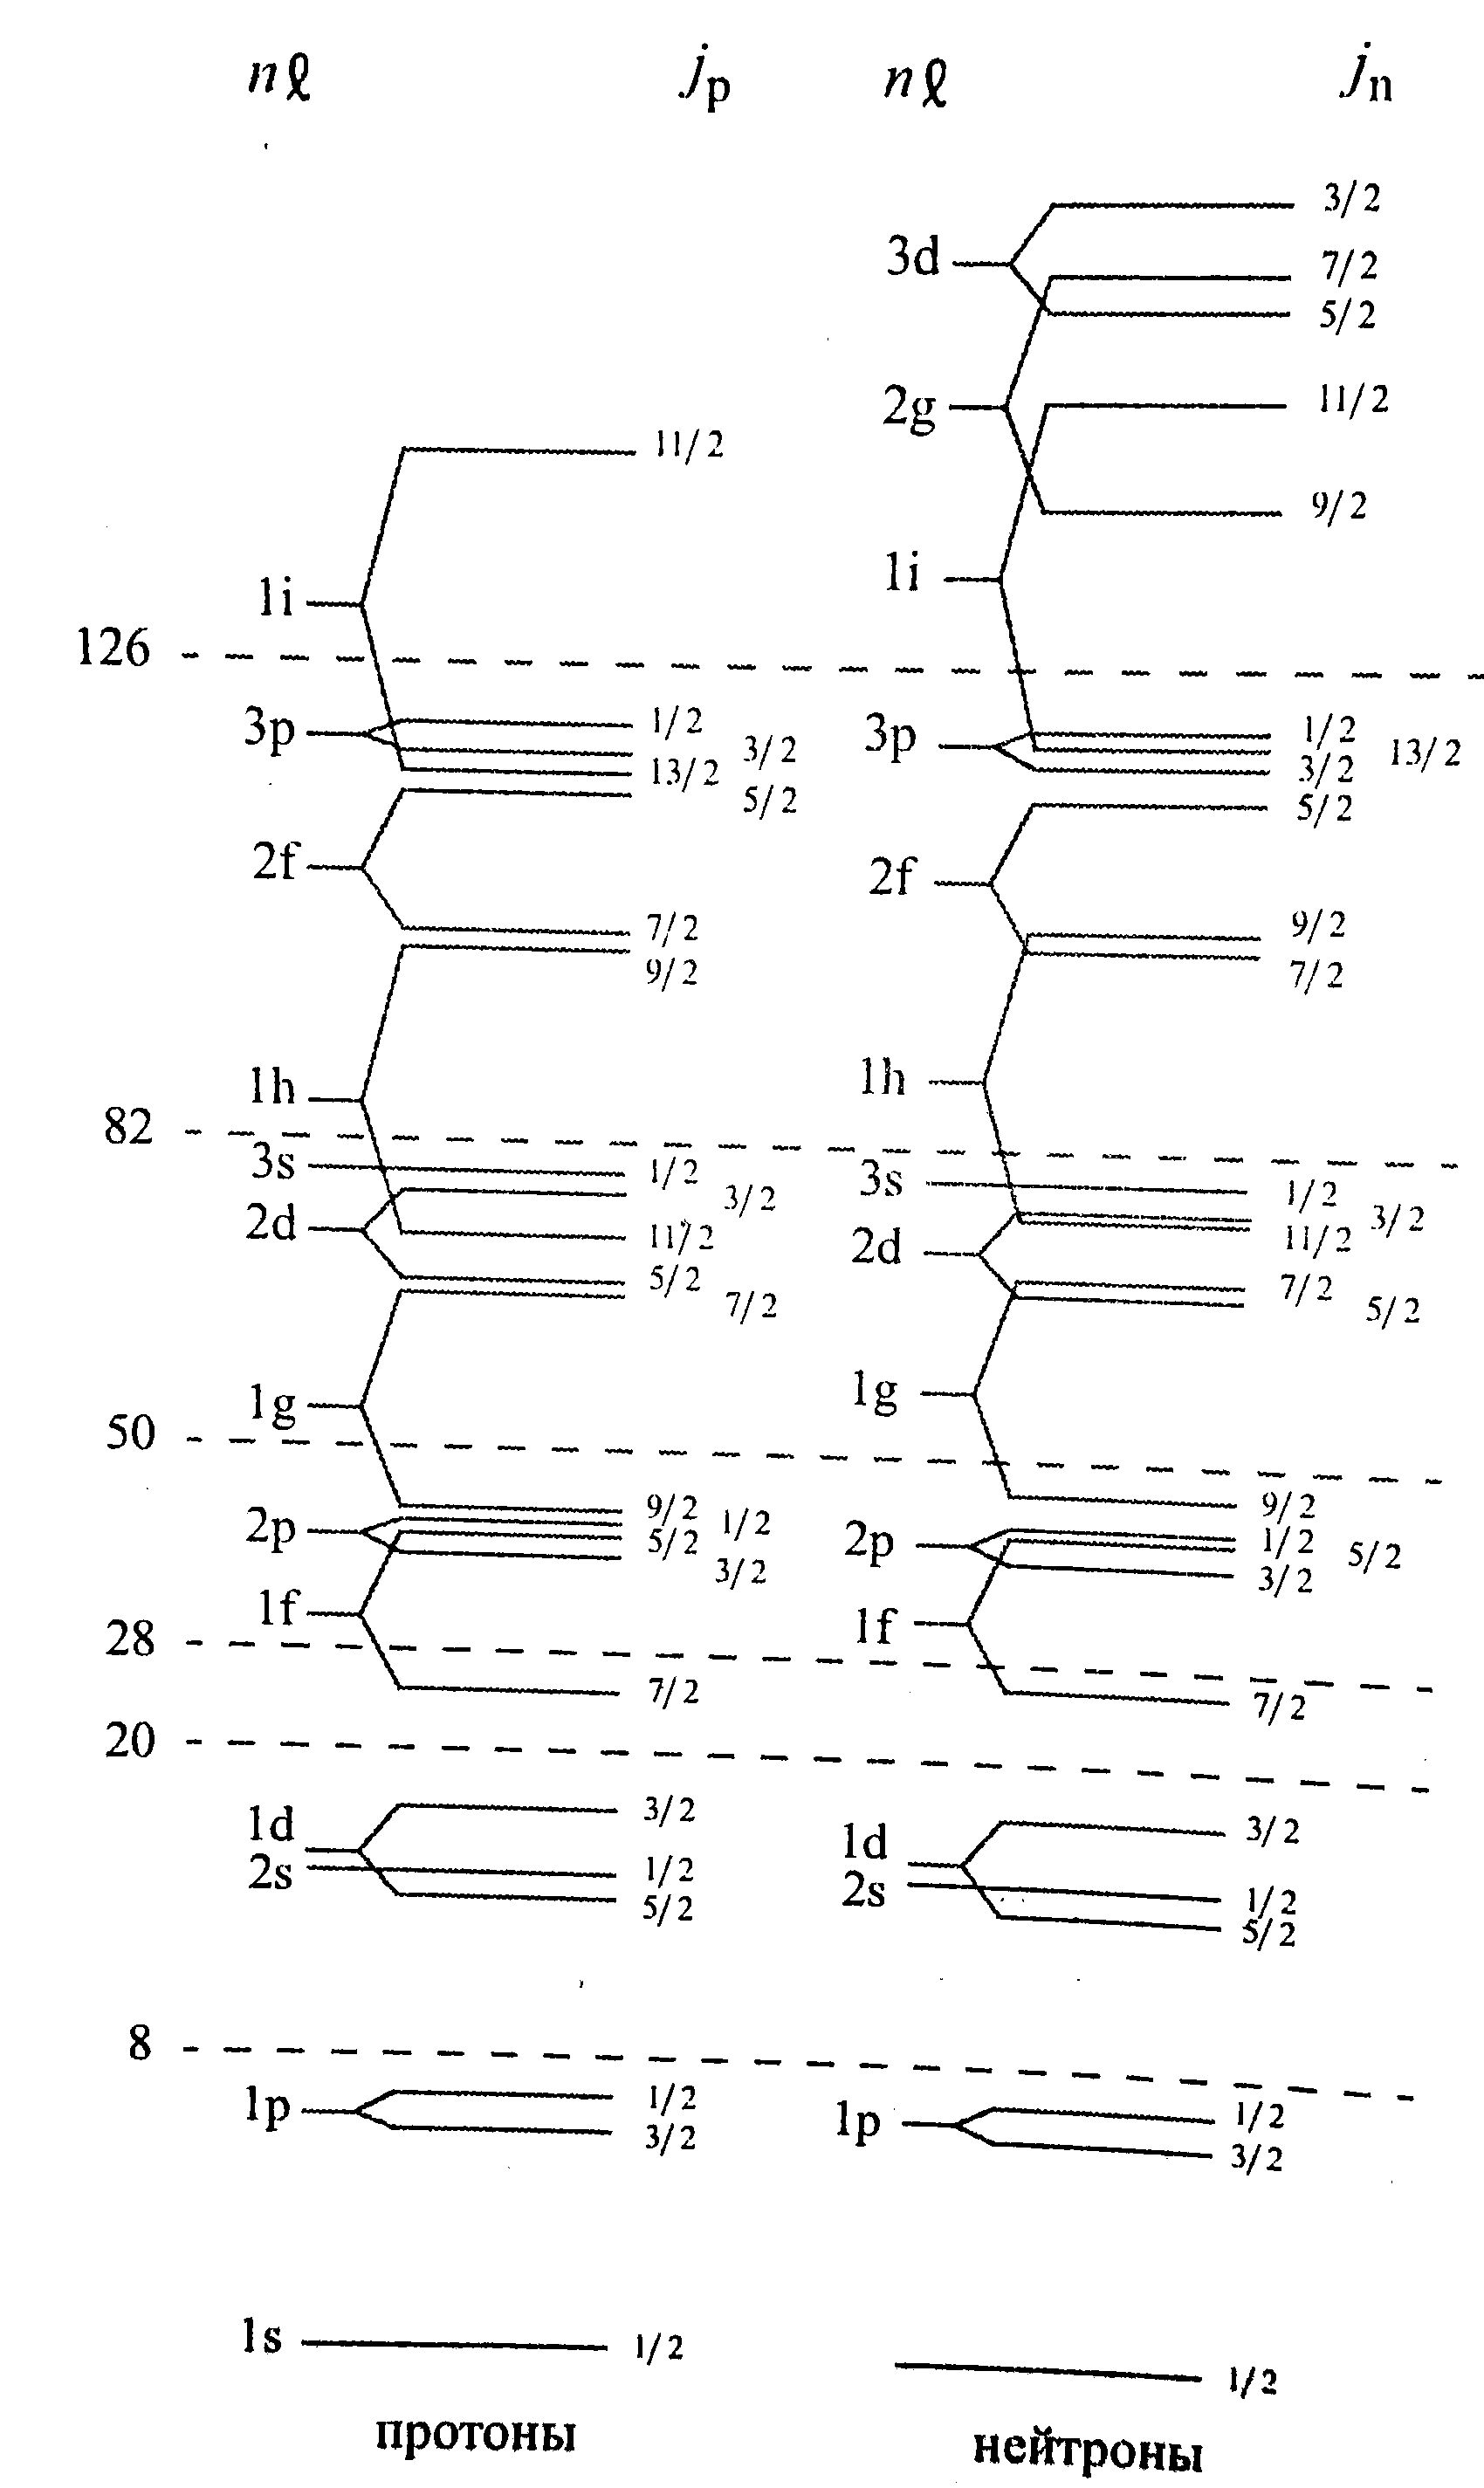 nℓ jp nℓ jn
3/2
3d 7/2
5/2
2g 11/2
11/2
9/2
1i 1i
126
3p 1/2 3p 1/2
3/2 13/2
13/2 3/2
5/2 5/2
2f 2f
7/2 9/2
9/2 7/2
1h 1h
82
3s 1/2 3s 1/2
3/2 3/2
2d 11/2 2d 11/2
5/2 7/2
7/2 5/2
1g 1g
50
9/2 9/2
2p 1/2 2p 1/2
5/2 5/2
3/2 3/2
1f 1f
28
7/2 7/2
20
1d 3/2 1d 3/2
2s 1/2 2s 1/2
5/2 5/2
8
1p 1/2 1p 1/2
3/2 3/2
1s 1/2 1/2
протоны нейтроны